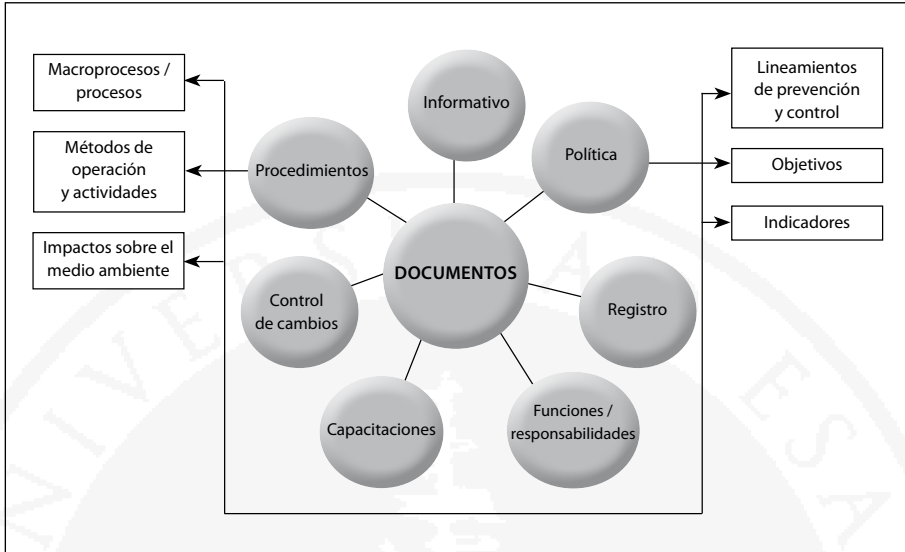 Macroprocesos /
procesos
Métodos de
operación
y actividades
Impactos sobre el
medio ambiente
Procedimientos
Informativo
Política
Control
de cambios
DOCUMENTOS
Registro
Capacitaciones
Funciones /
responsabilidades
Lineamientos
de prevención
y control
Objetivos
Indicadores